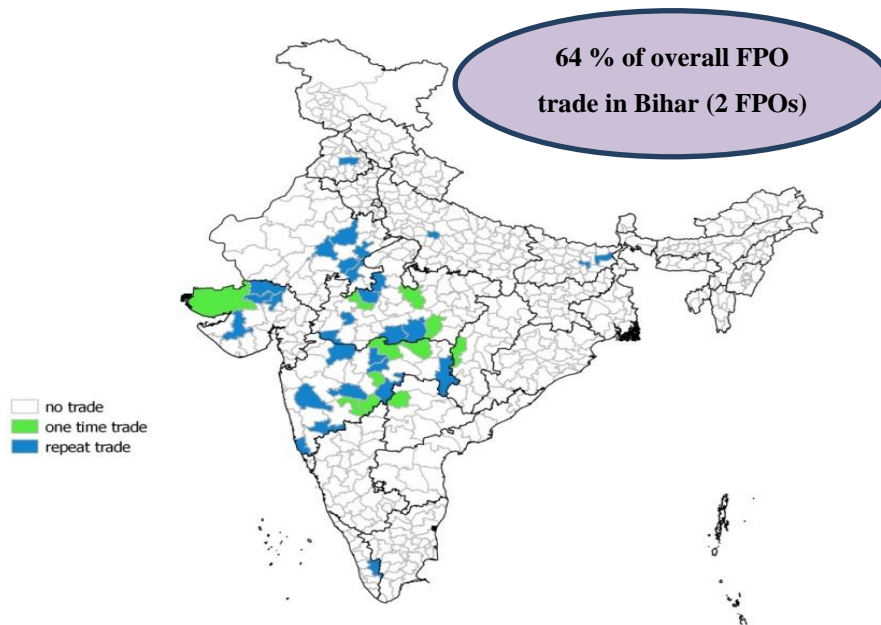 64 % of overall FPO
trade in Bihar (2 FPOs)
no trade
one time trade
repeat trade